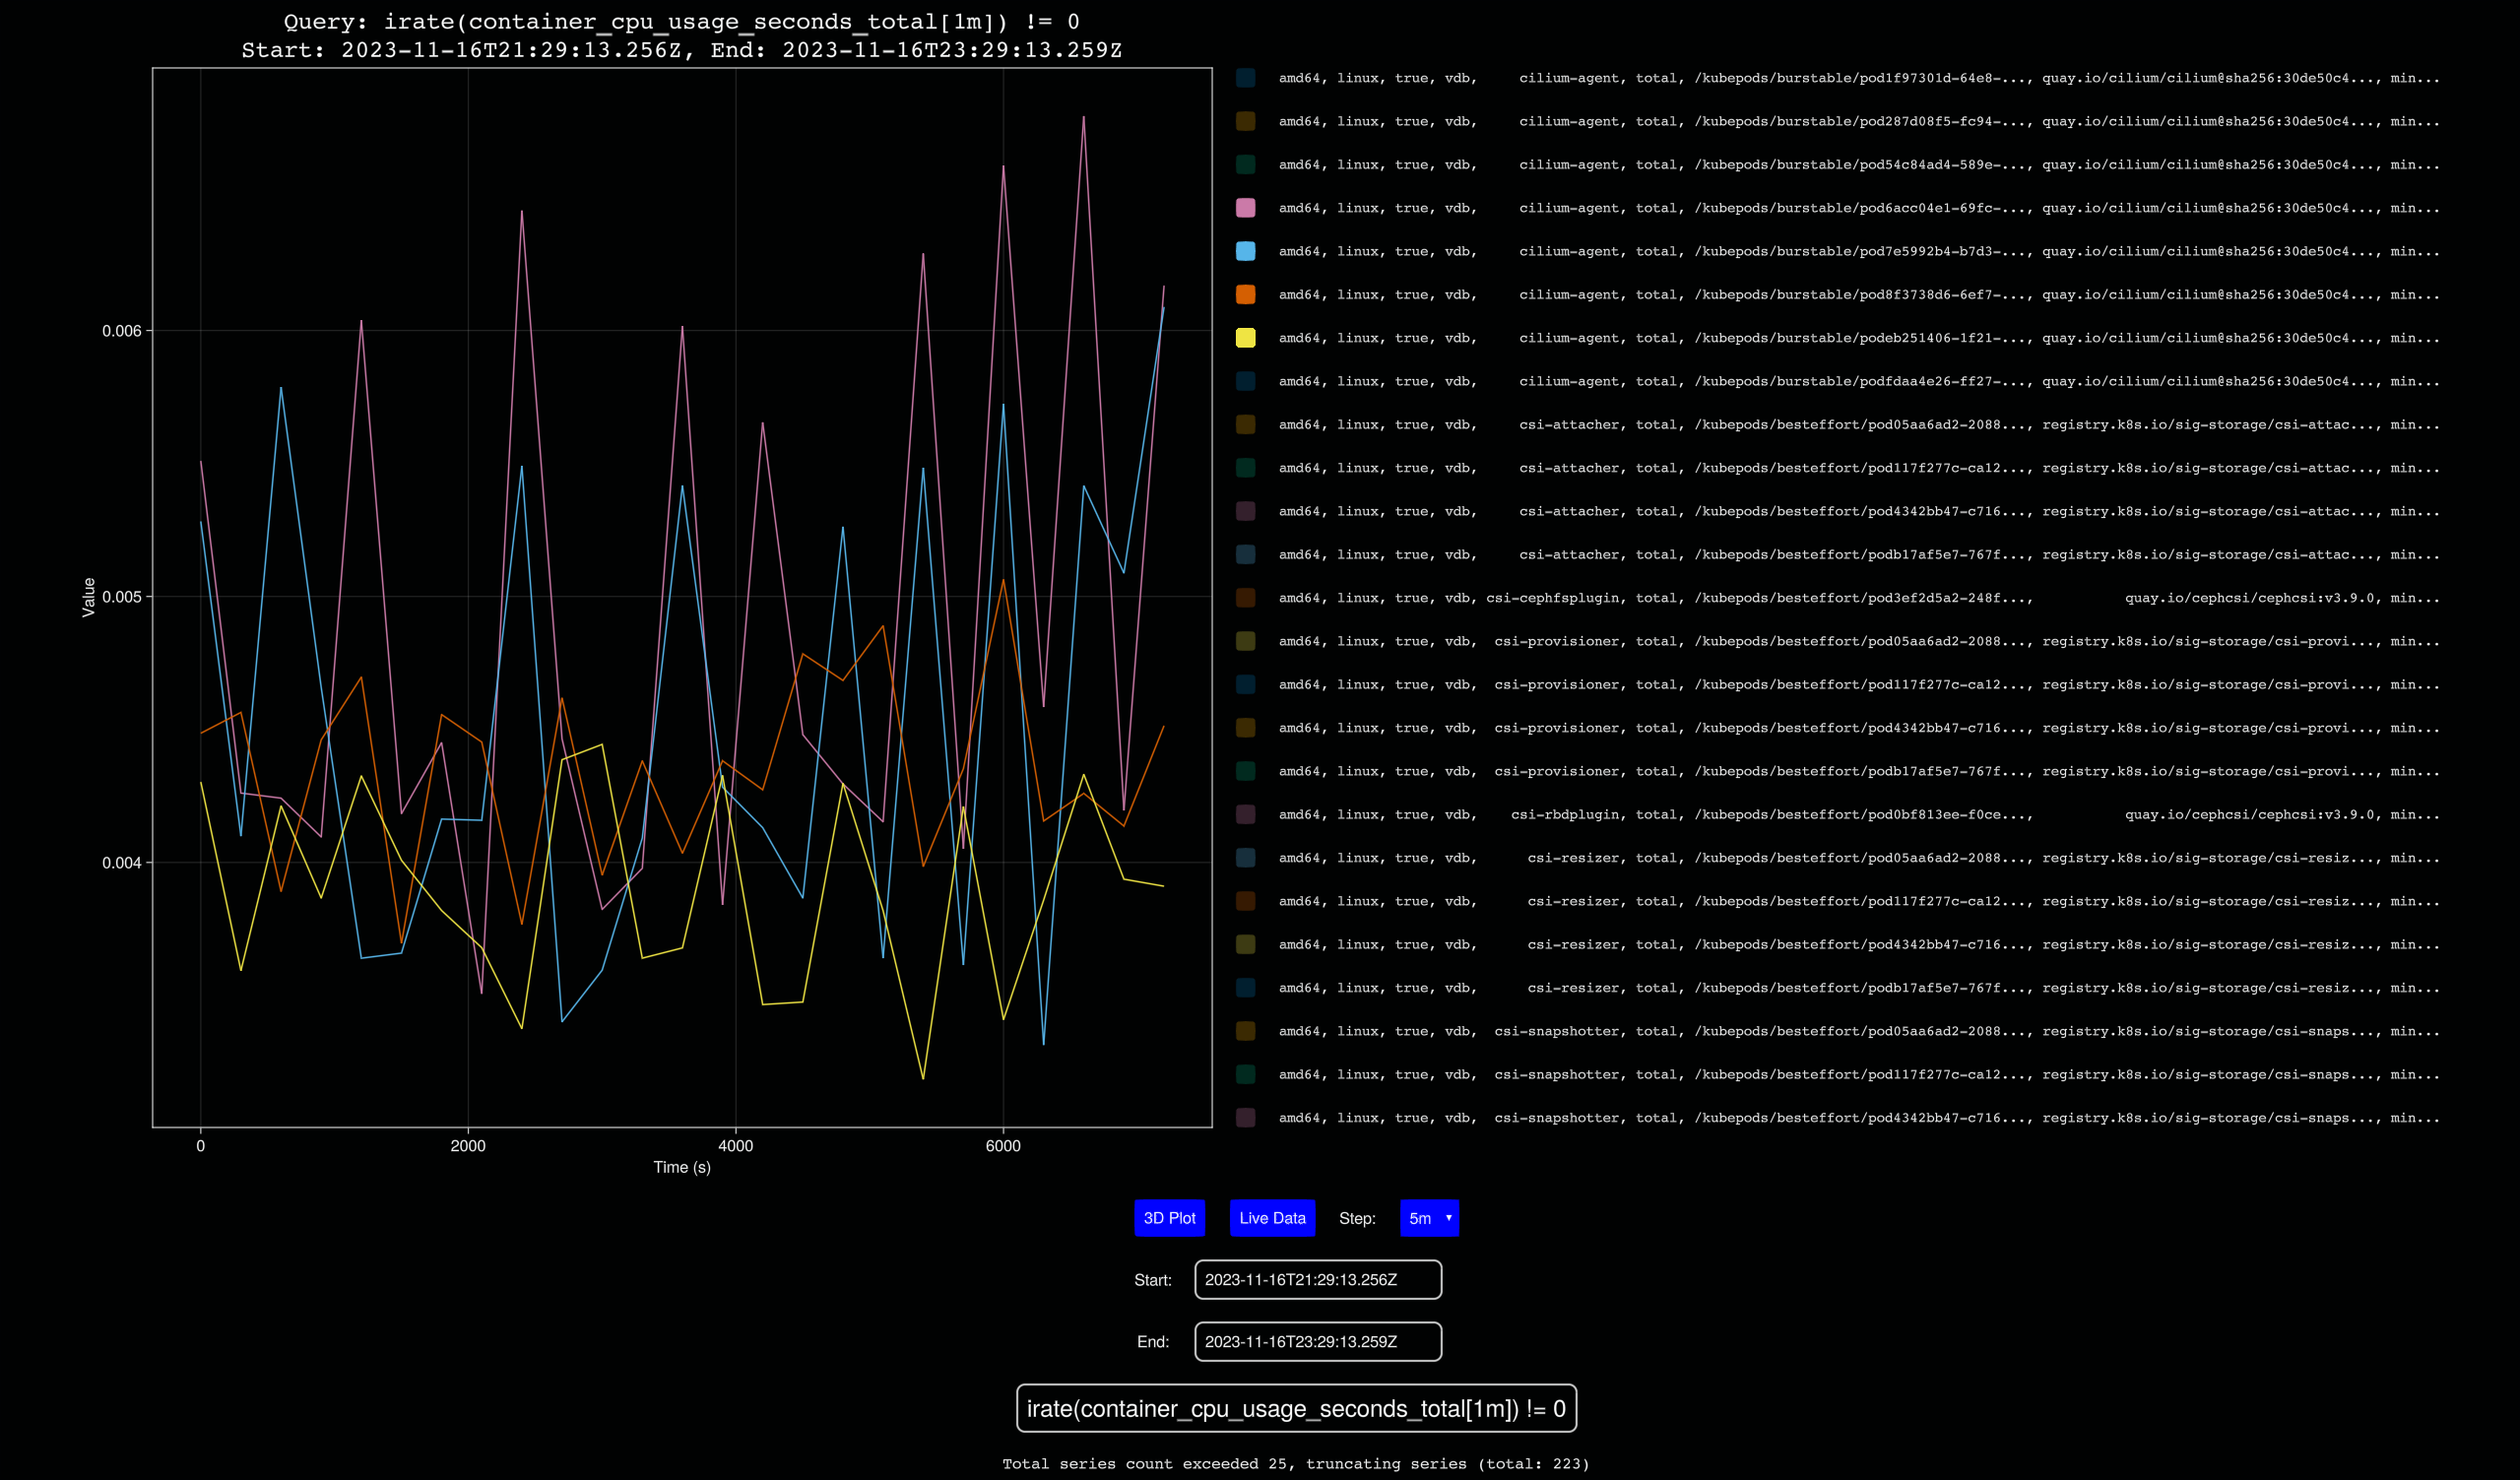 Query: irate(container_cpu_usage_seconds_total[1m]) != 0
Start: 2023-11-16T21:29:13.256Z, End: 2023-11-16T23:29:13.259Z
Value
0.006
0.005
0.004
0 2000 4000 6000
Time (s)
amd64, linux, true, vdb, cilium-agent, total, /kubepods/burstable/pod1f97301d-64e8-..., quay.io/cilium/cilium@sha256:30de50c4..., min...
amd64, linux, true, vdb, cilium-agent, total, /kubepods/burstable/pod287d08f5-fc94-..., quay.io/cilium/cilium@sha256:30de50c4..., min...
amd64, linux, true, vdb, cilium-agent, total, /kubepods/burstable/pod54c84ad4-589e-..., quay.io/cilium/cilium@sha256:30de50c4..., min...
amd64, linux, true, vdb, cilium-agent, total, /kubepods/burstable/pod6acc04e1-69fc-..., quay.io/cilium/cilium@sha256:30de50c4..., min...
amd64, linux, true, vdb, cilium-agent, total, /kubepods/burstable/pod7e5992b4-b7d3-..., quay.io/cilium/cilium@sha256:30de50c4..., min...
amd64, linux, true, vdb, cilium-agent, total, /kubepods/burstable/pod8f3738d6-6ef7-..., quay.io/cilium/cilium@sha256:30de50c4..., min...
amd64, linux, true, vdb, cilium-agent, total, /kubepods/burstable/podeb251406-1f21-..., quay.io/cilium/cilium@sha256:30de50c4..., min...
amd64, linux, true, vdb, cilium-agent, total, /kubepods/burstable/podfdaa4e26-ff27-..., quay.io/cilium/cilium@sha256:30de50c4..., min...
amd64, linux, true, vdb, csi-attacher, total, /kubepods/besteffort/pod05aa6ad2-2088..., registry.k8s.io/sig-storage/csi-attac..., min...
amd64, linux, true, vdb, csi-attacher, total, /kubepods/besteffort/pod117f277c-ca12..., registry.k8s.io/sig-storage/csi-attac..., min...
amd64, linux, true, vdb, csi-attacher, total, /kubepods/besteffort/pod4342bb47-c716..., registry.k8s.io/sig-storage/csi-attac..., min...
amd64, linux, true, vdb, csi-attacher, total, /kubepods/besteffort/podb17af5e7-767f..., registry.k8s.io/sig-storage/csi-attac..., min...
amd64, linux, true, vdb, csi-cephfsplugin, total, /kubepods/besteffort/pod3ef2d5a2-248f..., quay.io/cephcsi/cephcsi:v3.9.0, min...
amd64, linux, true, vdb, csi-provisioner, total, /kubepods/besteffort/pod05aa6ad2-2088..., registry.k8s.io/sig-storage/csi-provi..., min...
amd64, linux, true, vdb, csi-provisioner, total, /kubepods/besteffort/pod117f277c-ca12..., registry.k8s.io/sig-storage/csi-provi..., min...
amd64, linux, true, vdb, csi-provisioner, total, /kubepods/besteffort/pod4342bb47-c716..., registry.k8s.io/sig-storage/csi-provi..., min...
amd64, linux, true, vdb, csi-provisioner, total, /kubepods/besteffort/podb17af5e7-767f..., registry.k8s.io/sig-storage/csi-provi..., min...
amd64, linux, true, vdb, csi-rbdplugin, total, /kubepods/besteffort/pod0bf813ee-f0ce..., quay.io/cephcsi/cephcsi:v3.9.0, min...
amd64, linux, true, vdb, csi-resizer, total, /kubepods/besteffort/pod05aa6ad2-2088..., registry.k8s.io/sig-storage/csi-resiz..., min...
amd64, linux, true, vdb, csi-resizer, total, /kubepods/besteffort/pod117f277c-ca12..., registry.k8s.io/sig-storage/csi-resiz..., min...
amd64, linux, true, vdb, csi-resizer, total, /kubepods/besteffort/pod4342bb47-c716..., registry.k8s.io/sig-storage/csi-resiz..., min...
amd64, linux, true, vdb, csi-resizer, total, /kubepods/besteffort/podb17af5e7-767f..., registry.k8s.io/sig-storage/csi-resiz..., min...
amd64, linux, true, vdb, csi-snapshotter, total, /kubepods/besteffort/pod05aa6ad2-2088..., registry.k8s.io/sig-storage/csi-snaps..., min...
amd64, linux, true, vdb, csi-snapshotter, total, /kubepods/besteffort/pod117f277c-ca12..., registry.k8s.io/sig-storage/csi-snaps..., min...
amd64, linux, true, vdb, csi-snapshotter, total, /kubepods/besteffort/pod4342bb47-c716..., registry.k8s.io/sig-storage/csi-snaps..., min...
3D Plot Live Data Step: 5m
Start: 2023-11-16T21:29:13.256Z
End: 2023-11-16T23:29:13.259Z
irate(container_cpu_usage_seconds_total[1m]) != 0
Total series count exceeded 25, truncating series (total: 223)